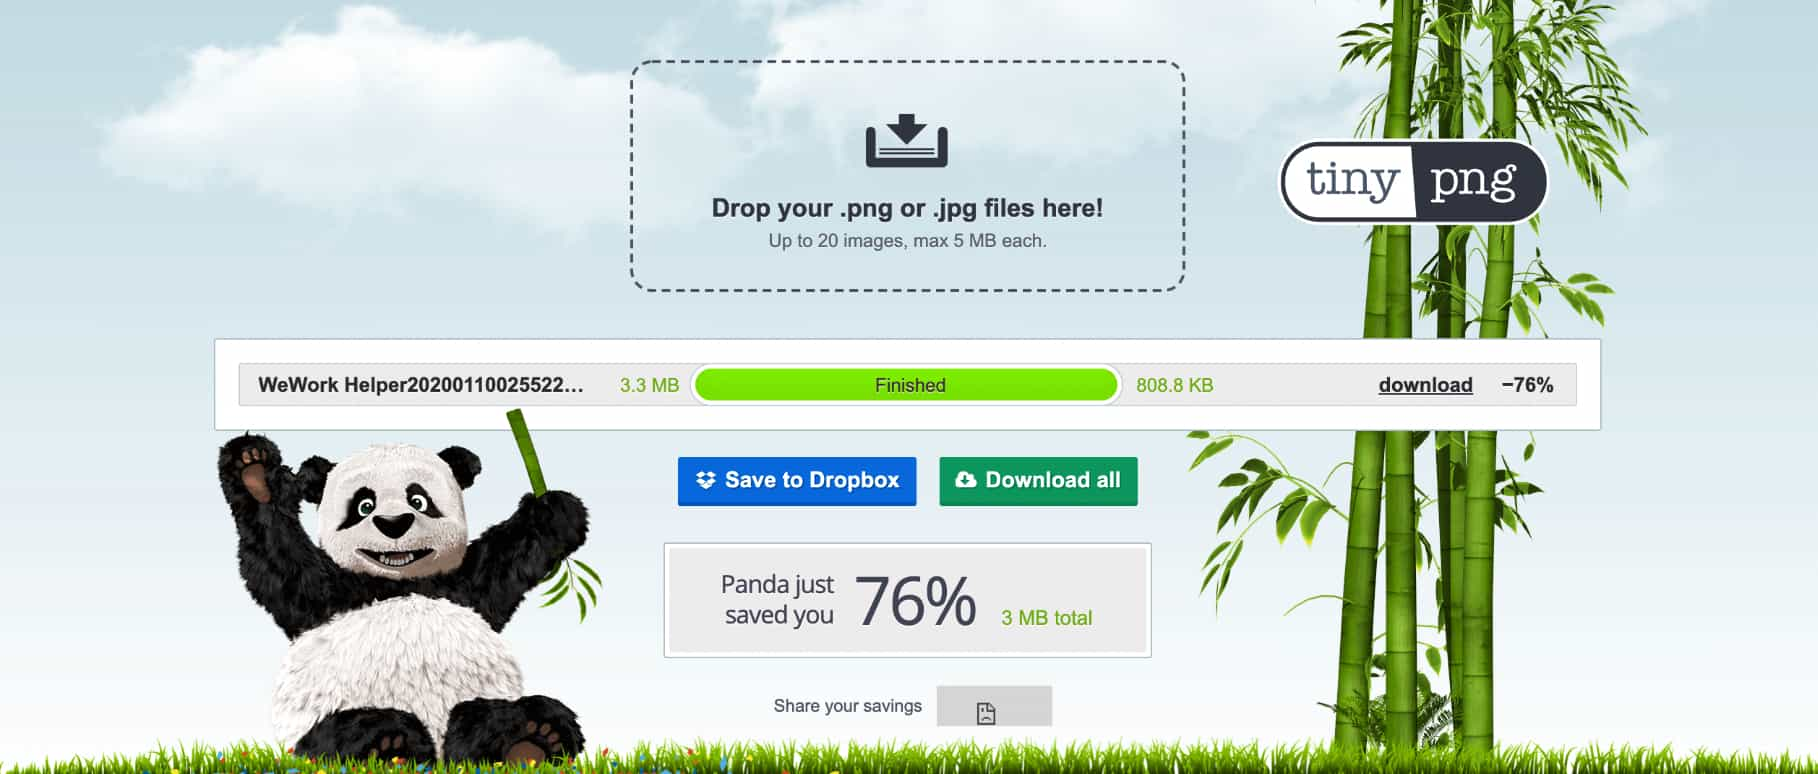 Drop your .png or .jpg files here!
Up to 20 images, max 5 MB each.
tiny png
WeWork Helper20200110025522... 3.3 MB Finished 808.8 KB download −76%
Save to Dropbox Download all
Panda just
saved you 76% 3 MB total
Share your savings